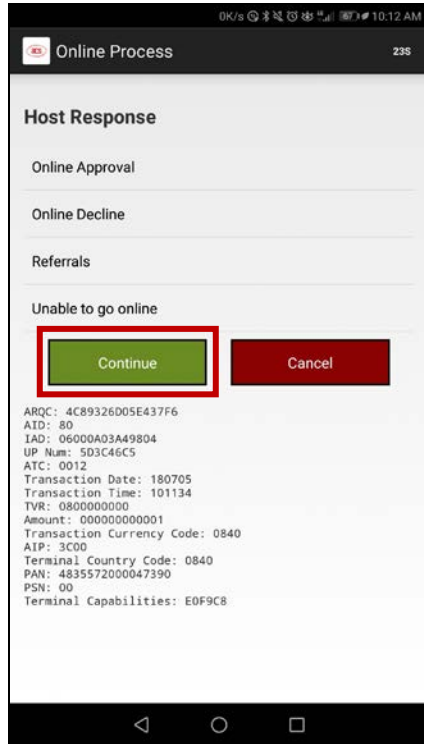 0K/s 67 10:12 AM
ACS Online Process 23S
Host Response
Online Approval
Online Decline
Referrals
Unable to go online
Continue Cancel
ARQC: 4C89326D05E437F6
AID: 80
IAD: 06000A03A49804
UP Num: 5D3C46C5
ATC: 0012
Transaction Date: 180705
Transaction Time: 101134
TVR: 0800000000
Amount: 000000000001
Transaction Currency Code: 0840
AIP: 3C00
Terminal Country Code: 0840
PAN: 4835572000047390
PSN: 00
Terminal Capabilities: E0F9C8